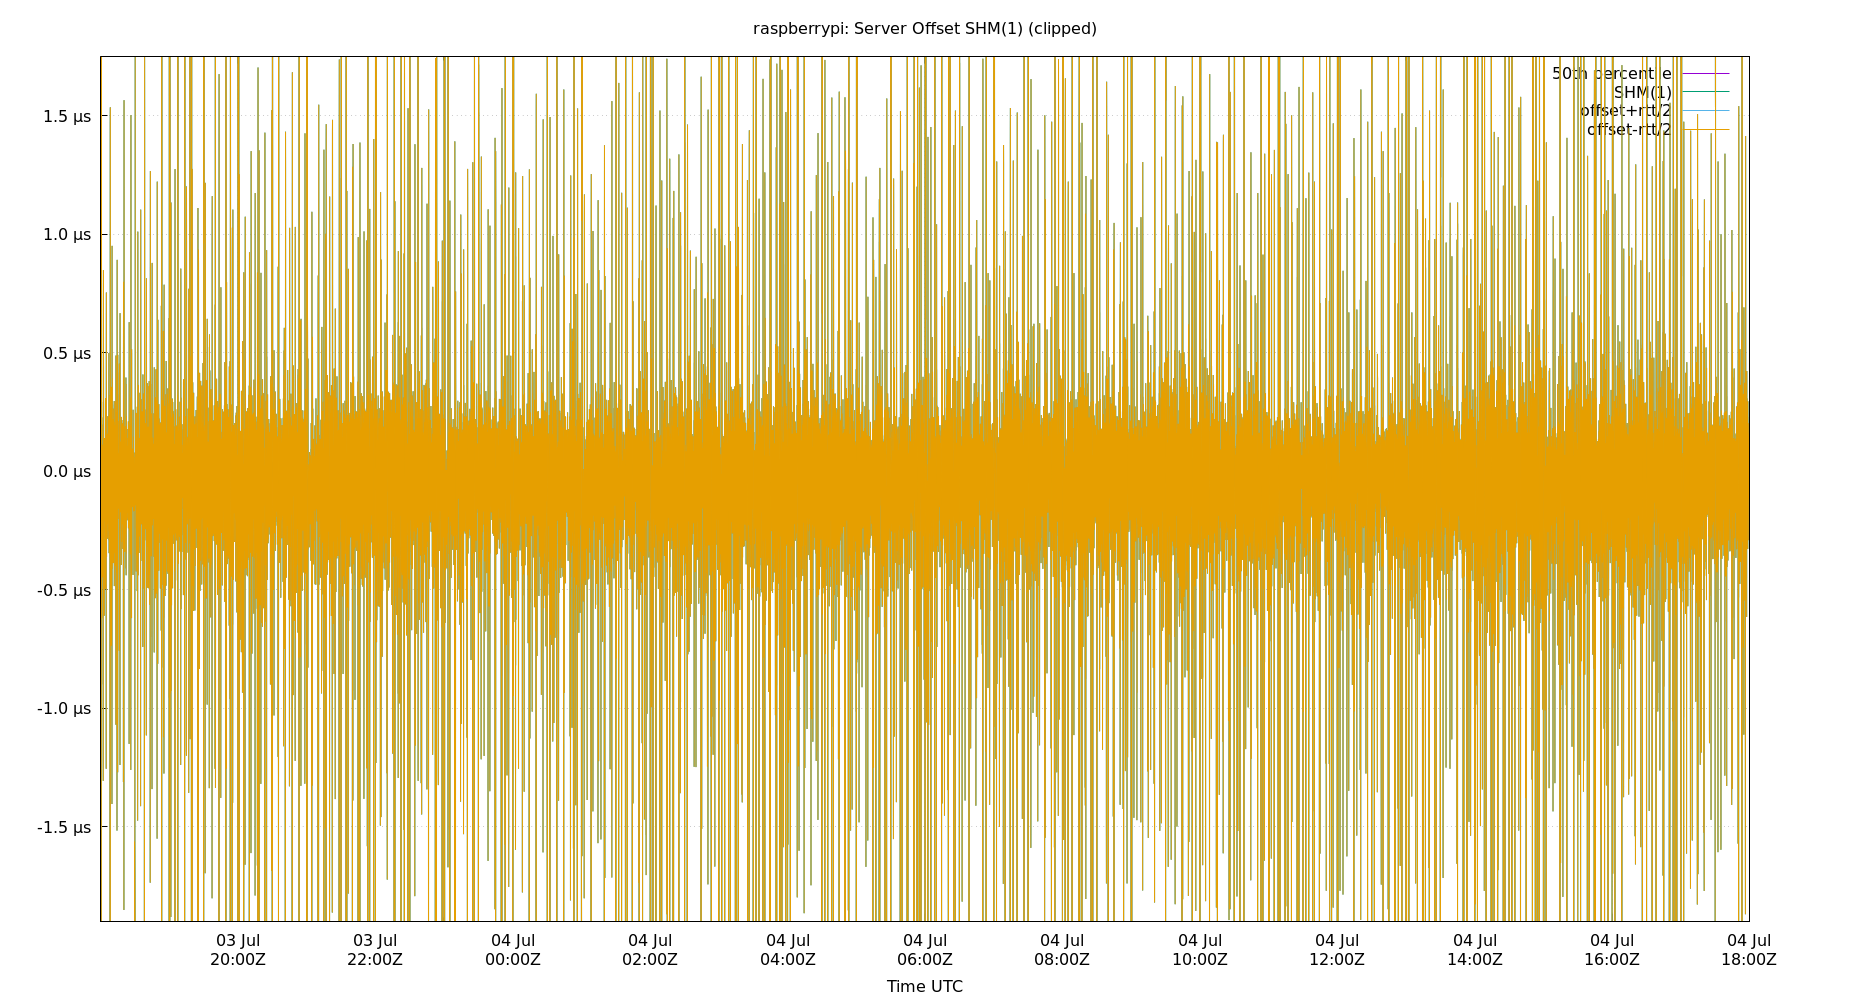 raspberrypi: Server Offset SHM(1) (clipped)
50th percentile
SHM(1)
offset+rtt/2
offset-rtt/2
1.5 µs
1.0 µs
0.5 µs
0.0 µs
-0.5 µs
-1.0 µs
-1.5 µs
03 Jul 03 Jul 04 Jul 04 Jul 04 Jul 04 Jul 04 Jul 04 Jul 04 Jul 04 Jul 04 Jul 04 Jul
20:00Z 22:00Z 00:00Z 02:00Z 04:00Z 06:00Z 08:00Z 10:00Z 12:00Z 14:00Z 16:00Z 18:00Z
Time UTC